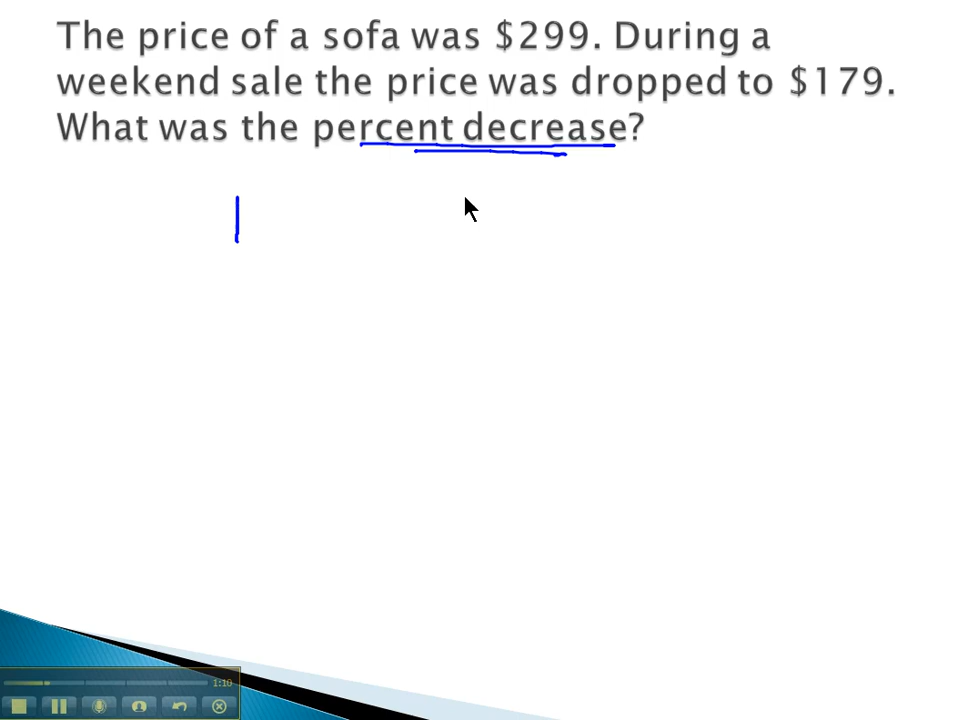 The price of a sofa was $299. During a
weekend sale the price was dropped to $179.
What was the percent decrease?
1:10